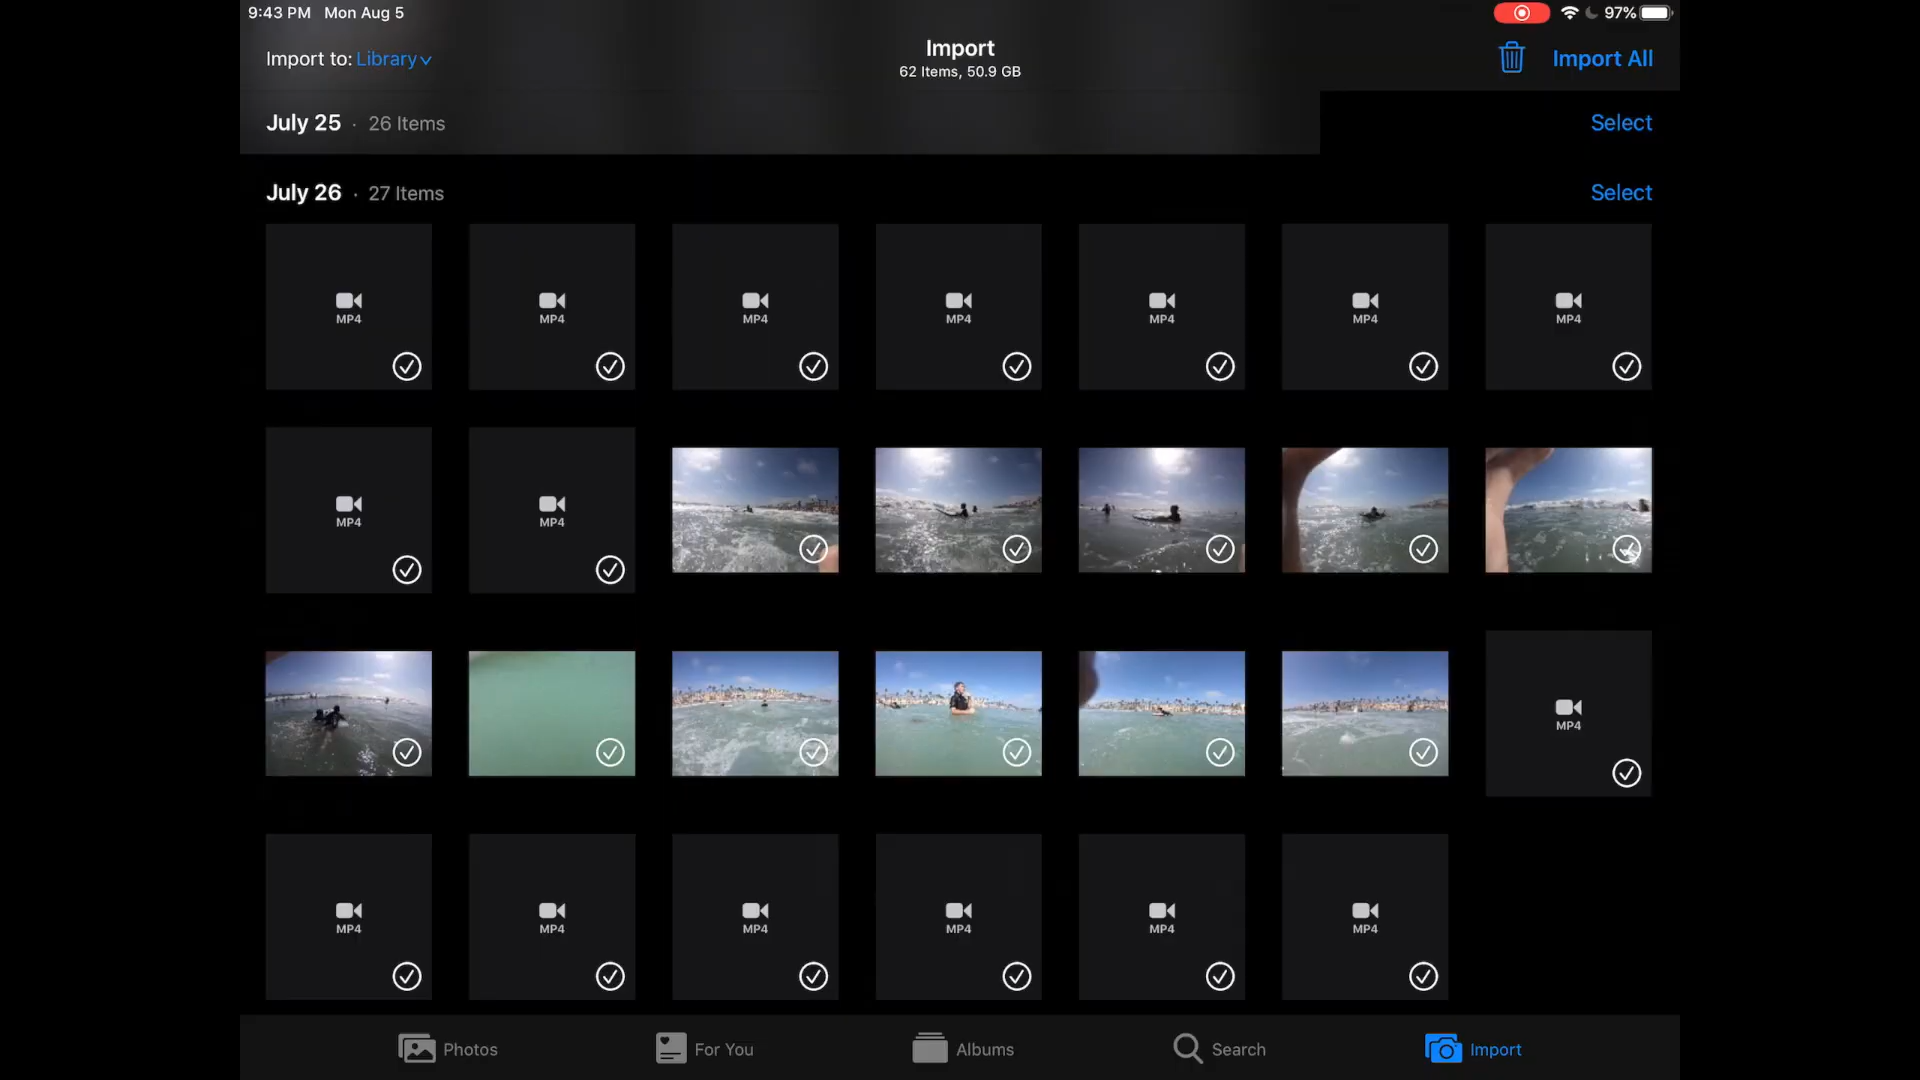 9:43 PM Mon Aug 5
97%
Import to: Library
Import
62 Items, 50.9 GB
Import All
July 25 · 26 Items
Select
July 26 · 27 Items
Select
MP4 MP4 MP4 MP4 MP4 MP4 MP4
MP4 MP4
MP4
MP4 MP4 MP4 MP4 MP4 MP4
Photos For You Albums Search Import